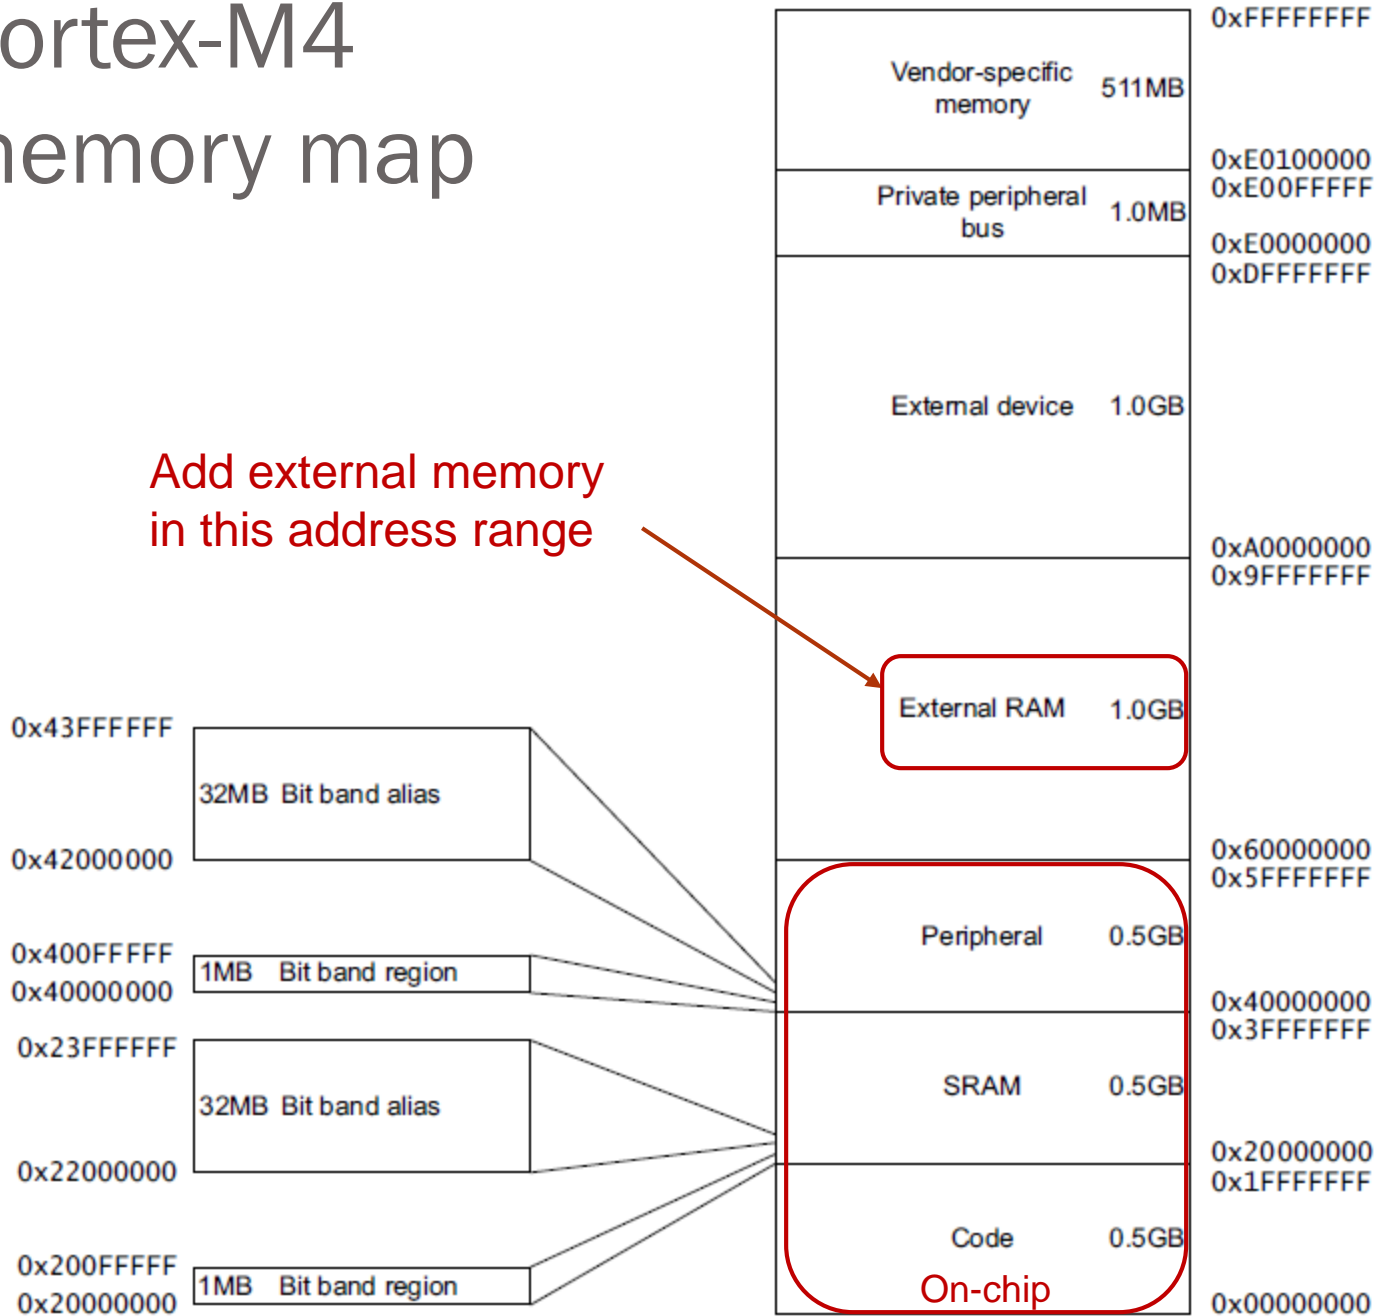 ortex-M4
memory map
0xFFFFFFFF
Vendor-specific
memory
511MB
0xE0100000
0xE00FFFFF
Private peripheral
bus
1.0MB
0xE0000000
0xDFFFFFFF
External device 1.0GB
Add external memory
in this address range
0xA0000000
0x9FFFFFFF
External RAM 1.0GB
0x60000000
0x5FFFFFFF
Peripheral 0.5GB
0x40000000
0x3FFFFFFF
SRAM 0.5GB
0x20000000
0x1FFFFFFF
Code 0.5GB
On-chip
0x00000000
0x43FFFFFF
32MB Bit band alias
0x42000000
0x400FFFFF
1MB Bit band region
0x40000000
0x23FFFFFF
32MB Bit band alias
0x22000000
0x200FFFFF
1MB Bit band region
0x20000000